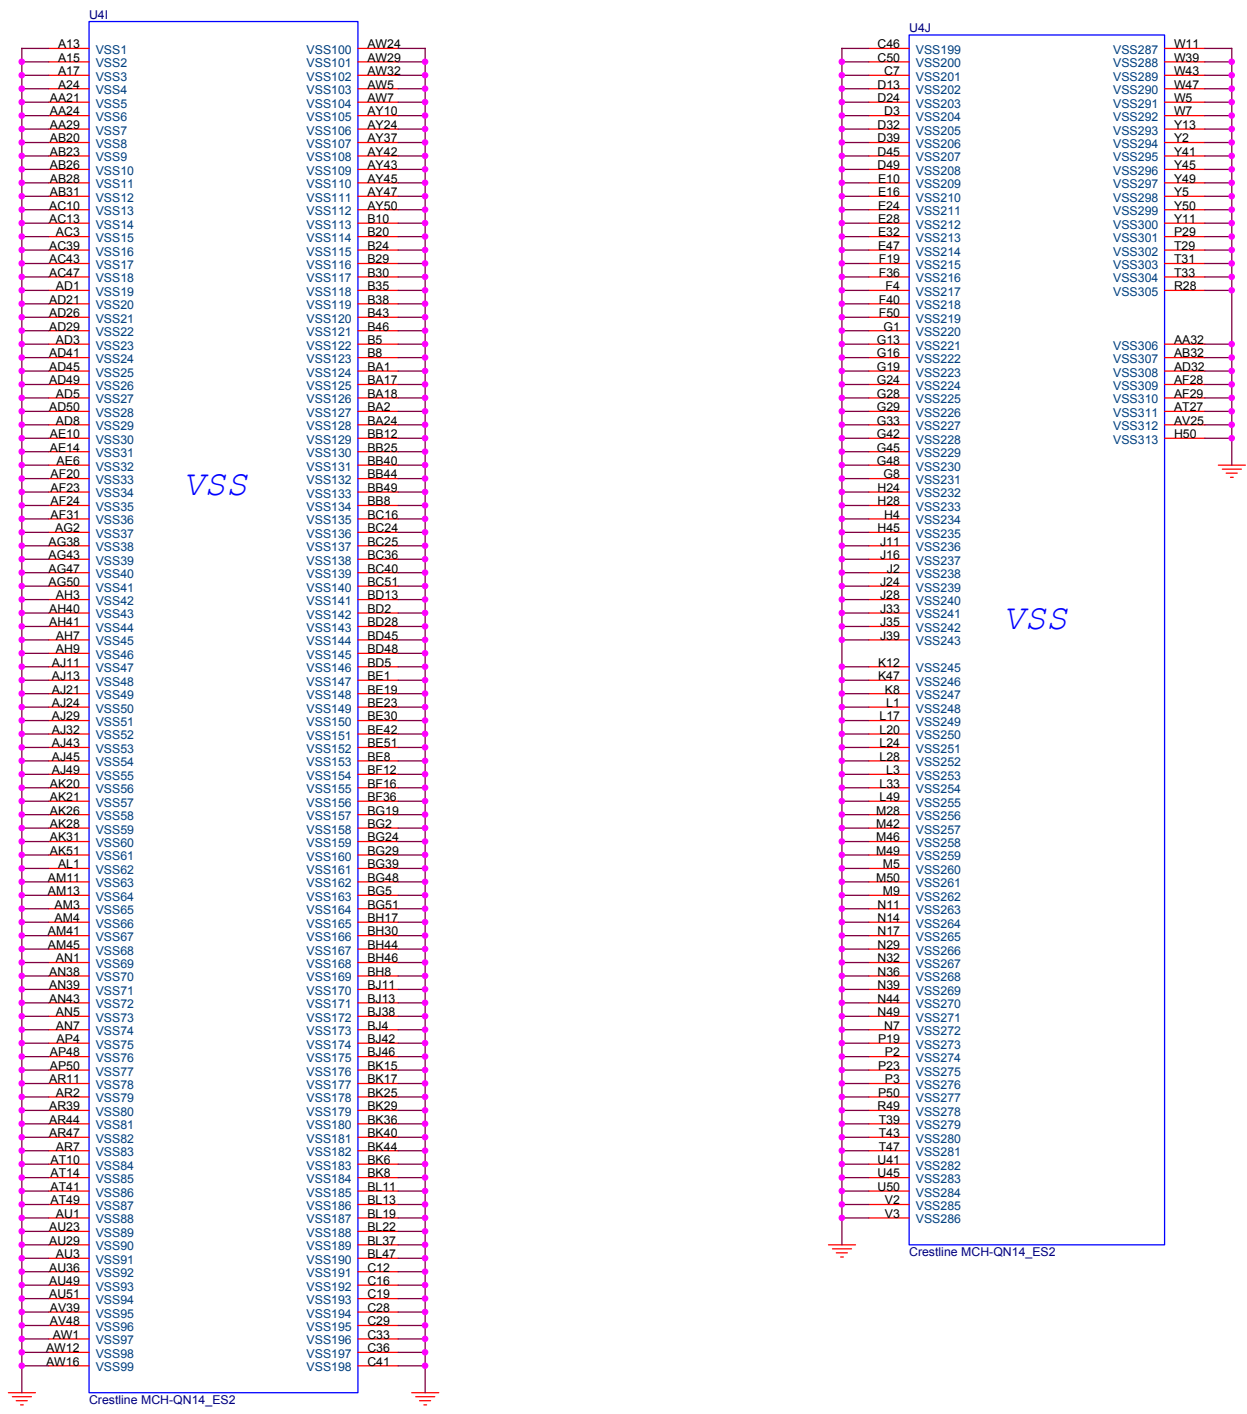 U4I
A13 VSS1 VSS100 AW24
A15 VSS2 VSS101 AW29
A17 VSS3 VSS102 AW32
A24 VSS4 VSS103 AW5
AA21 VSS5 VSS104 AW7
AA24 VSS6 VSS105 AY10
AA29 VSS7 VSS106 AY24
AB20 VSS8 VSS107 AY37
AB23 VSS9 VSS108 AY42
AB26 VSS10 VSS109 AY43
AB28 VSS11 VSS110 AY45
AB31 VSS12 VSS111 AY47
AC10 VSS13 VSS112 AY50
AC13 VSS14 VSS113 B10
AC3 VSS15 VSS114 B20
AC39 VSS16 VSS115 B24
AC43 VSS17 VSS116 B29
AC47 VSS18 VSS117 B30
AD1 VSS19 VSS118 B35
AD21 VSS20 VSS119 B38
AD26 VSS21 VSS120 B43
AD29 VSS22 VSS121 B46
AD3 VSS23 VSS122 B5
AD41 VSS24 VSS123 B8
AD45 VSS25 VSS124 BA1
AD49 VSS26 VSS125 BA17
AD5 VSS27 VSS126 BA18
AD50 VSS28 VSS127 BA2
AD8 VSS29 VSS128 BA24
AE10 VSS30 VSS129 BB12
AE14 VSS31 VSS130 BB25
AE6 VSS32 VSS131 BB40
AF20 VSS33 VSS132 BB44
AF23 VSS34 VSS133 BB49
VSS
AF24 VSS35 VSS134 BB8
AF31 VSS36 VSS135 BC16
AG2 VSS37 VSS136 BC24
AG38 VSS38 VSS137 BC25
AG43 VSS39 VSS138 BC36
AG47 VSS40 VSS139 BC40
AG50 VSS41 VSS140 BC51
AH3 VSS42 VSS141 BD13
AH40 VSS43 VSS142 BD2
AH41 VSS44 VSS143 BD28
AH7 VSS45 VSS144 BD45
AH9 VSS46 VSS145 BD48
AJ11 VSS47 VSS146 BD5
AJ13 VSS48 VSS147 BE1
AJ21 VSS49 VSS148 BE19
AJ24 VSS50 VSS149 BE23
AJ29 VSS51 VSS150 BE30
AJ32 VSS52 VSS151 BE42
AJ43 VSS53 VSS152 BE51
AJ45 VSS54 VSS153 BE8
AJ49 VSS55 VSS154 BF12
AK20 VSS56 VSS155 BF16
AK21 VSS57 VSS156 BF36
AK26 VSS58 VSS157 BG19
AK28 VSS59 VSS158 BG2
AK31 VSS60 VSS159 BG24
AK51 VSS61 VSS160 BG29
AL1 VSS62 VSS161 BG39
AM11 VSS63 VSS162 BG48
AM13 VSS64 VSS163 BG5
AM3 VSS65 VSS164 BG51
AM4 VSS66 VSS165 BH17
AM41 VSS67 VSS166 BH30
AM45 VSS68 VSS167 BH44
AN1 VSS69 VSS168 BH46
AN38 VSS70 VSS169 BH8
AN39 VSS71 VSS170 BJ11
AN43 VSS72 VSS171 BJ13
AN5 VSS73 VSS172 BJ38
AN7 VSS74 VSS173 BJ4
AP4 VSS75 VSS174 BJ42
AP48 VSS76 VSS175 BJ46
AP50 VSS77 VSS176 BK15
AR11 VSS78 VSS177 BK17
AR2 VSS79 VSS178 BK25
AR39 VSS80 VSS179 BK29
AR44 VSS81 VSS180 BK36
AR47 VSS82 VSS181 BK40
AR7 VSS83 VSS182 BK44
AT10 VSS84 VSS183 BK6
AT14 VSS85 VSS184 BK8
AT41 VSS86 VSS185 BL11
AT49 VSS87 VSS186 BL13
AU1 VSS88 VSS187 BL19
AU23 VSS89 VSS188 BL22
AU29 VSS90 VSS189 BL37
AU3 VSS91 VSS190 BL47
AU36 VSS92 VSS191 C12
AU49 VSS93 VSS192 C16
AU51 VSS94 VSS193 C19
AV39 VSS95 VSS194 C28
AV48 VSS96 VSS195 C29
AW1 VSS97 VSS196 C33
AW12 VSS98 VSS197 C36
AW16 VSS99 VSS198 C41
Crestline MCH-QN14_ES2
U4J
C46 VSS199 VSS287 W11
C50 VSS200 VSS288 W39
C7 VSS201 VSS289 W43
D13 VSS202 VSS290 W47
D24 VSS203 VSS291 W5
D3 VSS204 VSS292 W7
D32 VSS205 VSS293 Y13
D39 VSS206 VSS294 Y2
D45 VSS207 VSS295 Y41
D49 VSS208 VSS296 Y45
E10 VSS209 VSS297 Y49
E16 VSS210 VSS298 Y5
E24 VSS211 VSS299 Y50
E28 VSS212 VSS300 Y11
E32 VSS213 VSS301 P29
E47 VSS214 VSS302 T29
F19 VSS215 VSS303 T31
F36 VSS216 VSS304 T33
F4 VSS217 VSS305 R28
F40 VSS218
F50 VSS219
G1 VSS220
G13 VSS221 VSS306 AA32
G16 VSS222 VSS307 AB32
G19 VSS223 VSS308 AD32
G24 VSS224 VSS309 AF28
G28 VSS225 VSS310 AF29
G29 VSS226 VSS311 AT27
G33 VSS227 VSS312 AV25
G42 VSS228 VSS313 H50
G45 VSS229
G48 VSS230
G8 VSS231
H24 VSS232
H28 VSS233
H4 VSS234
H45 VSS235
J11 VSS236
J16 VSS237
J2 VSS238
J24 VSS239
J28 VSS240
J33 VSS241
VSS
J35 VSS242
J39 VSS243
K12 VSS245
K47 VSS246
K8 VSS247
L1 VSS248
L17 VSS249
L20 VSS250
L24 VSS251
L28 VSS252
L3 VSS253
L33 VSS254
L49 VSS255
M28 VSS256
M42 VSS257
M46 VSS258
M49 VSS259
M5 VSS260
M50 VSS261
M9 VSS262
N11 VSS263
N14 VSS264
N17 VSS265
N29 VSS266
N32 VSS267
N36 VSS268
N39 VSS269
N44 VSS270
N49 VSS271
N7 VSS272
P19 VSS273
P2 VSS274
P23 VSS275
P3 VSS276
P50 VSS277
R49 VSS278
T39 VSS279
T43 VSS280
T47 VSS281
U41 VSS282
U45 VSS283
U50 VSS284
V2 VSS285
V3 VSS286
Crestline MCH-QN14_ES2